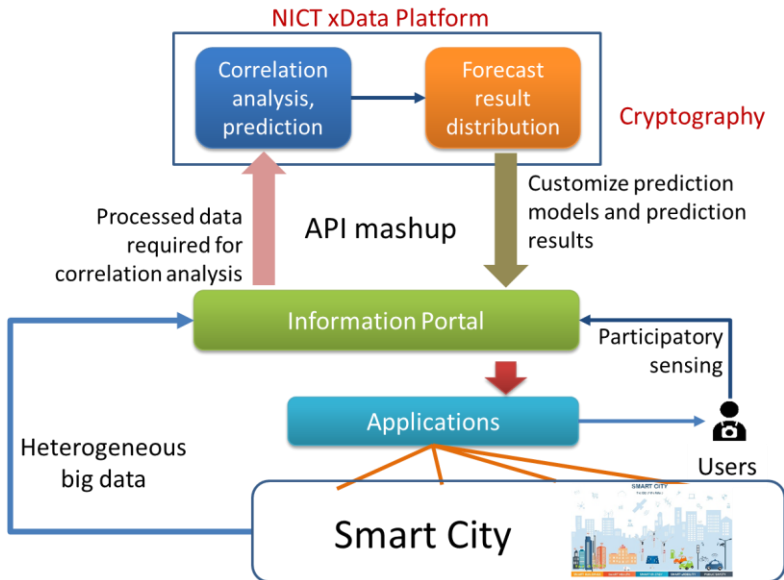 NICT xData Platform
Correlation
analysis,
prediction
Forecast
result
distribution
Cryptography
Processed data
required for
correlation analysis
API mashup
Customize prediction
models and prediction
results
Information Portal
Participatory
sensing
Applications
Heterogeneous
big data
Users
Smart City
SMART CITY